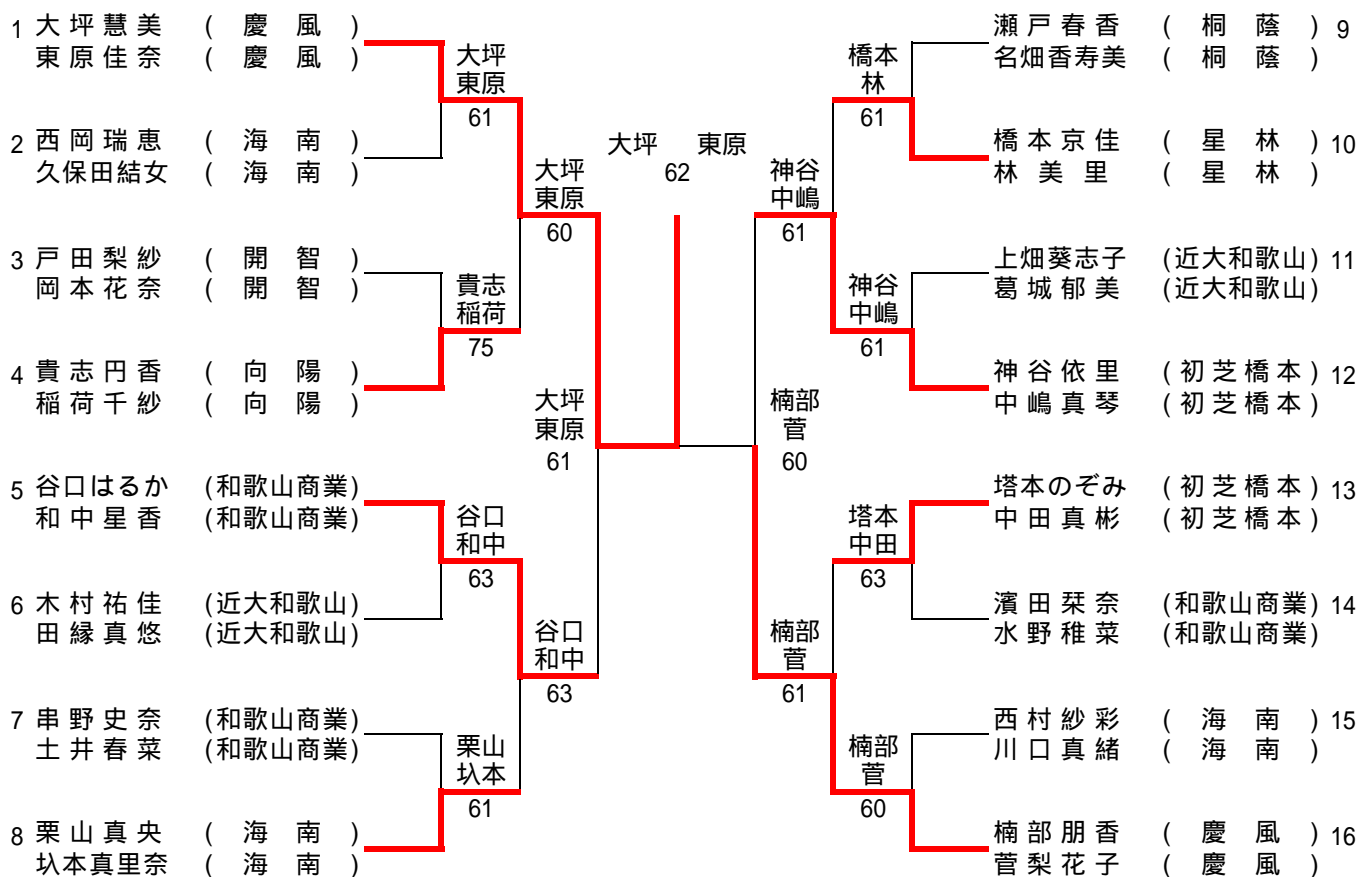 1 大坪慧美 (慶風)
東原佳奈 (慶風)
2 西岡瑞恵 (海南)
久保田結女 (海南)
3 戸田梨紗 (開智)
岡本花奈 (開智)
4 貴志円香 (向陽)
稲荷千紗 (向陽)
5 谷口はるか (和歌山商業)
和中星香 (和歌山商業)
6 木村祐佳 (近大和歌山)
田縁真悠 (近大和歌山)
7 串野史奈 (和歌山商業)
土井春菜 (和歌山商業)
8 栗山真央 (海南)
圦本真里奈 (海南)
大坪
東原
61
貴志
稲荷
75
谷口
和中
63
栗山
圦本
61
大坪
東原
60
谷口
和中
63
大坪
東原
61
大坪 東原
62
楠部
菅
60
神谷
中嶋
61
楠部
菅
61
橋本
林
61
神谷
中嶋
61
塔本
中田
63
楠部
菅
60
瀬戸春香 (桐蔭) 9
名畑香寿美 (桐蔭)
橋本京佳 (星林) 10
林美里 (星林)
上畑葵志子 (近大和歌山) 11
葛城郁美 (近大和歌山)
神谷依里 (初芝橋本) 12
中嶋真琴 (初芝橋本)
塔本のぞみ (初芝橋本) 13
中田真彬 (初芝橋本)
濱田栞奈 (和歌山商業) 14
水野稚菜 (和歌山商業)
西村紗彩 (海南) 15
川口真緒 (海南)
楠部朋香 (慶風) 16
菅梨花子 (慶風)